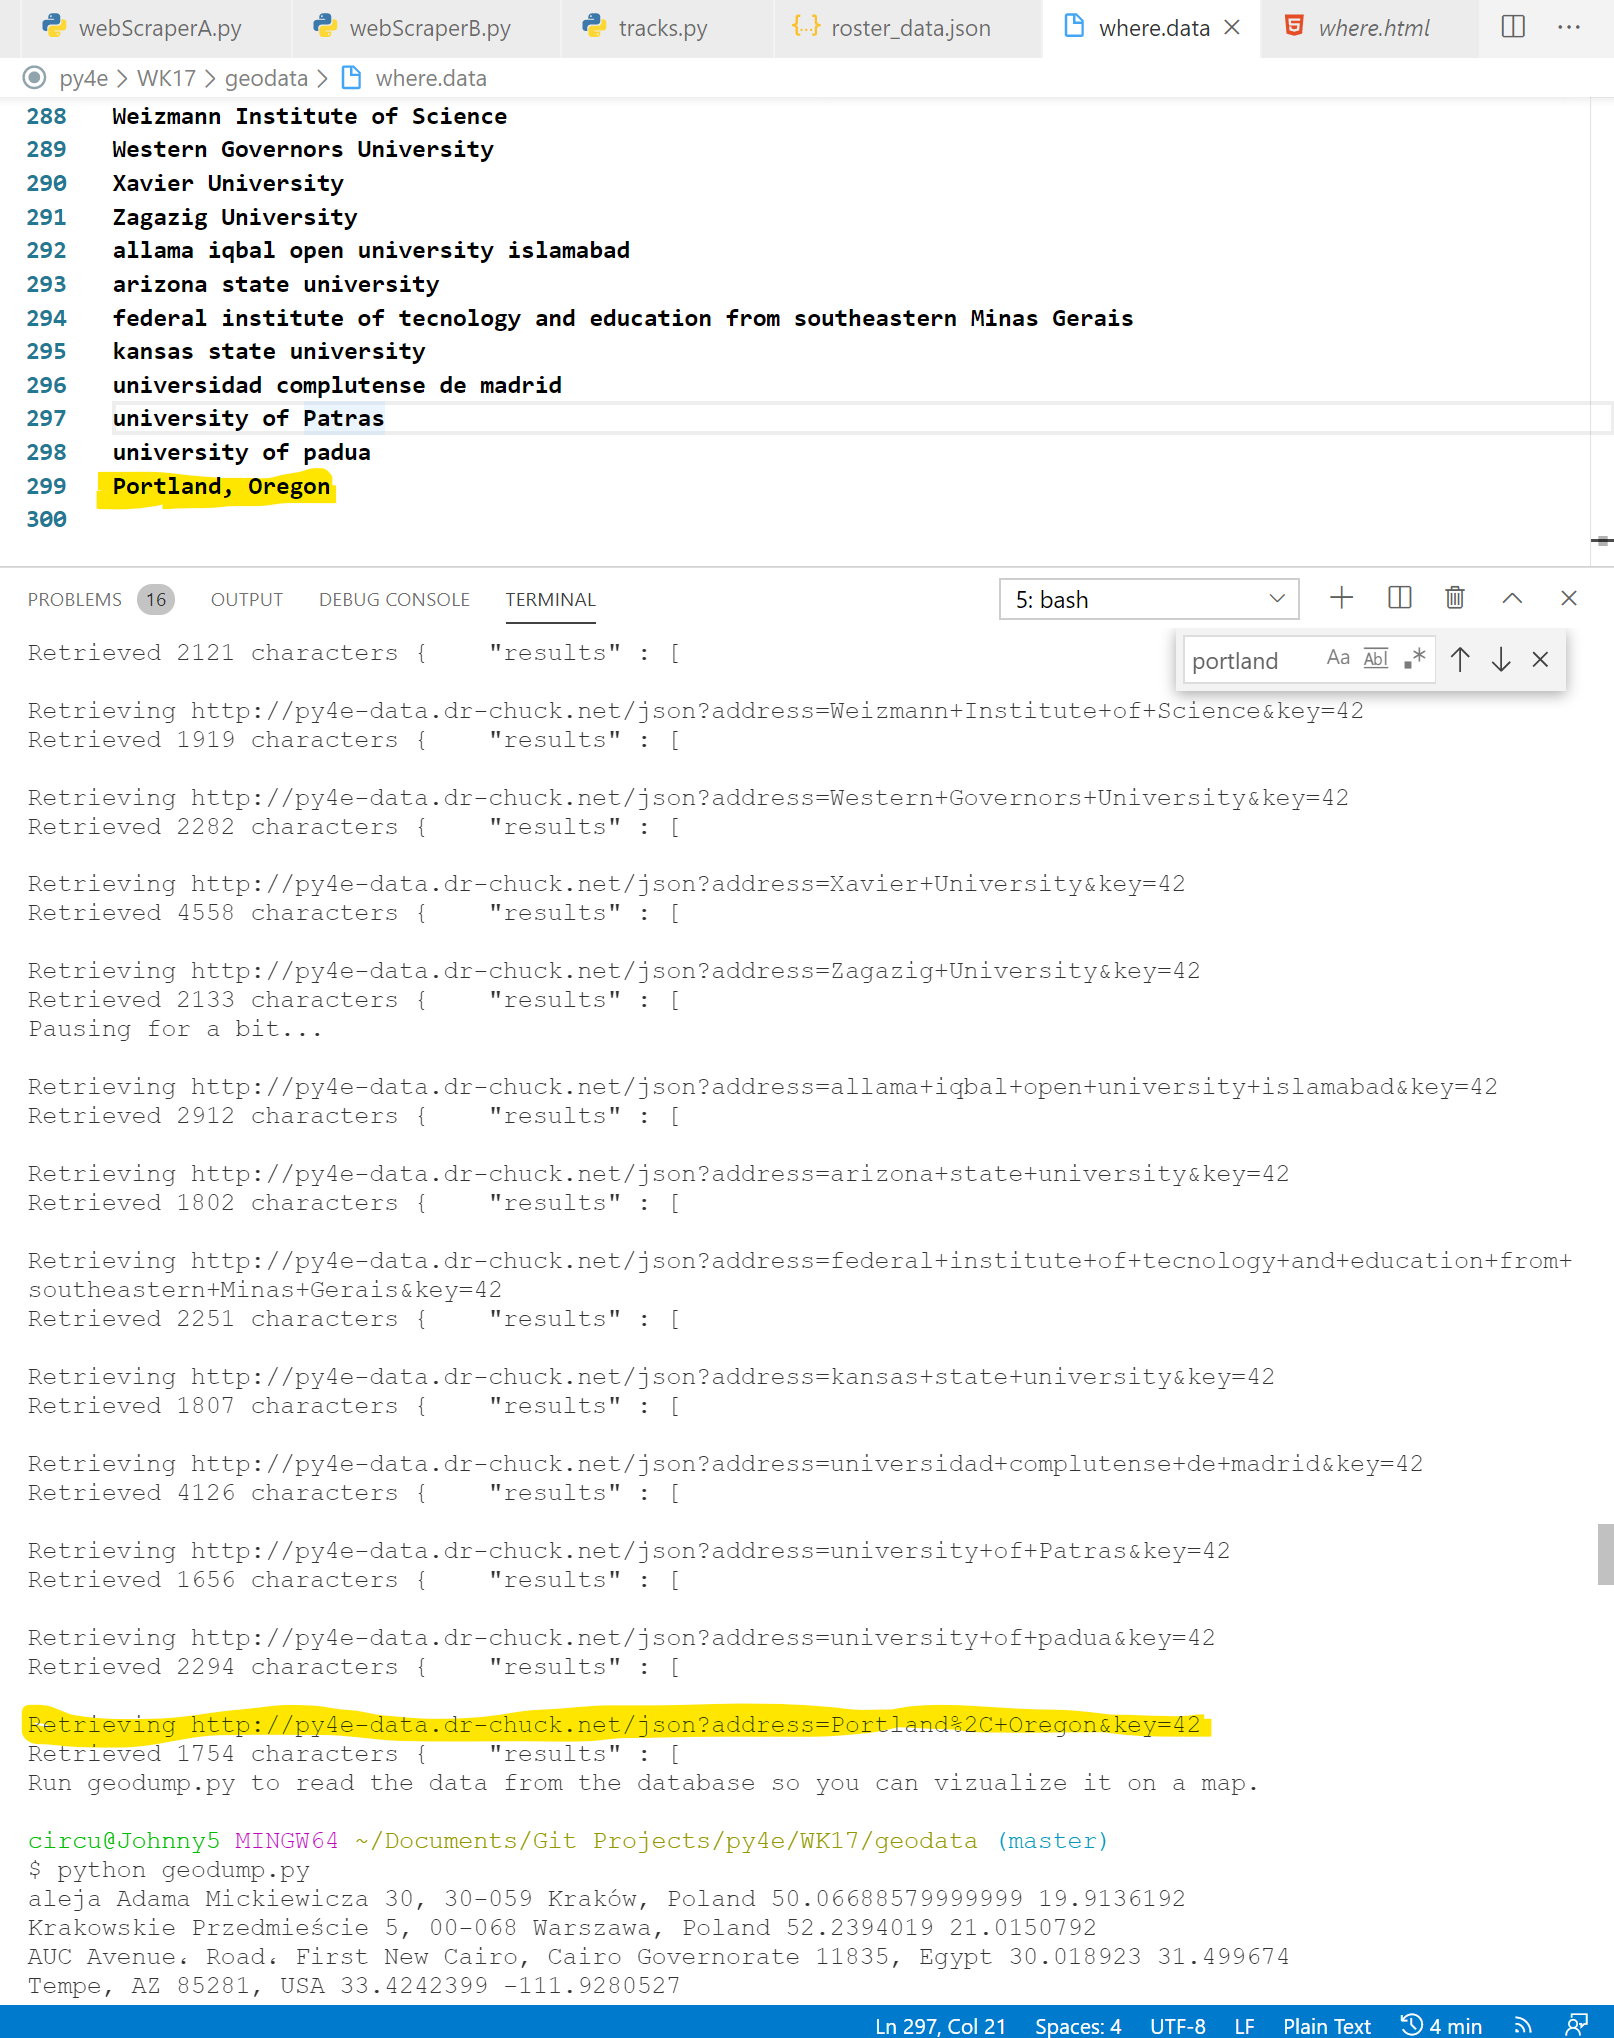 webScraperA.py webScraperB.py tracks.py {..} roster_data.json where.data where.html
py4e > WK17 > geodata > where.data
288 Weizmann Institute of Science
289 Western Governors University
290 Xavier University
291 Zagazig University
292 allama iqbal open university islamabad
293 arizona state university
294 federal institute of tecnology and education from southeastern Minas Gerais
295 kansas state university
296 universidad complutense de madrid
297 university of Patras
298 university of padua
299 Portland, Oregon
300
PROBLEMS 16 OUTPUT DEBUG CONSOLE TERMINAL 5: bash
portland Aa Abl .*
Retrieved 2121 characters {    "results" : [
Retrieving http://py4e-data.dr-chuck.net/json?address=Weizmann+Institute+of+Science&key=42
Retrieved 1919 characters {    "results" : [
Retrieving http://py4e-data.dr-chuck.net/json?address=Western+Governors+University&key=42
Retrieved 2282 characters {    "results" : [
Retrieving http://py4e-data.dr-chuck.net/json?address=Xavier+University&key=42
Retrieved 4558 characters {    "results" : [
Retrieving http://py4e-data.dr-chuck.net/json?address=Zagazig+University&key=42
Retrieved 2133 characters {    "results" : [
Pausing for a bit...
Retrieving http://py4e-data.dr-chuck.net/json?address=allama+iqbal+open+university+islamabad&key=42
Retrieved 2912 characters {    "results" : [
Retrieving http://py4e-data.dr-chuck.net/json?address=arizona+state+university&key=42
Retrieved 1802 characters {    "results" : [
Retrieving http://py4e-data.dr-chuck.net/json?address=federal+institute+of+tecnology+and+education+from+
southeastern+Minas+Gerais&key=42
Retrieved 2251 characters {    "results" : [
Retrieving http://py4e-data.dr-chuck.net/json?address=kansas+state+university&key=42
Retrieved 1807 characters {    "results" : [
Retrieving http://py4e-data.dr-chuck.net/json?address=universidad+complutense+de+madrid&key=42
Retrieved 4126 characters {    "results" : [
Retrieving http://py4e-data.dr-chuck.net/json?address=university+of+Patras&key=42
Retrieved 1656 characters {    "results" : [
Retrieving http://py4e-data.dr-chuck.net/json?address=university+of+padua&key=42
Retrieved 2294 characters {    "results" : [
Retrieving http://py4e-data.dr-chuck.net/json?address=Portland%2C+Oregon&key=42
Retrieved 1754 characters {    "results" : [
Run geodump.py to read the data from the database so you can vizualize it on a map.
circu@Johnny5 MINGW64 ~/Documents/Git Projects/py4e/WK17/geodata (master)
$ python geodump.py
aleja Adama Mickiewicza 30, 30-059 Kraków, Poland 50.06688579999999 19.9136192
Krakowskie Przedmieście 5, 00-068 Warszawa, Poland 52.2394019 21.0150792
AUC Avenue، Road، First New Cairo, Cairo Governorate 11835, Egypt 30.018923 31.499674
Tempe, AZ 85281, USA 33.4242399 -111.9280527
Ln 297, Col 21 Spaces: 4 UTF-8 LF Plain Text 4 min